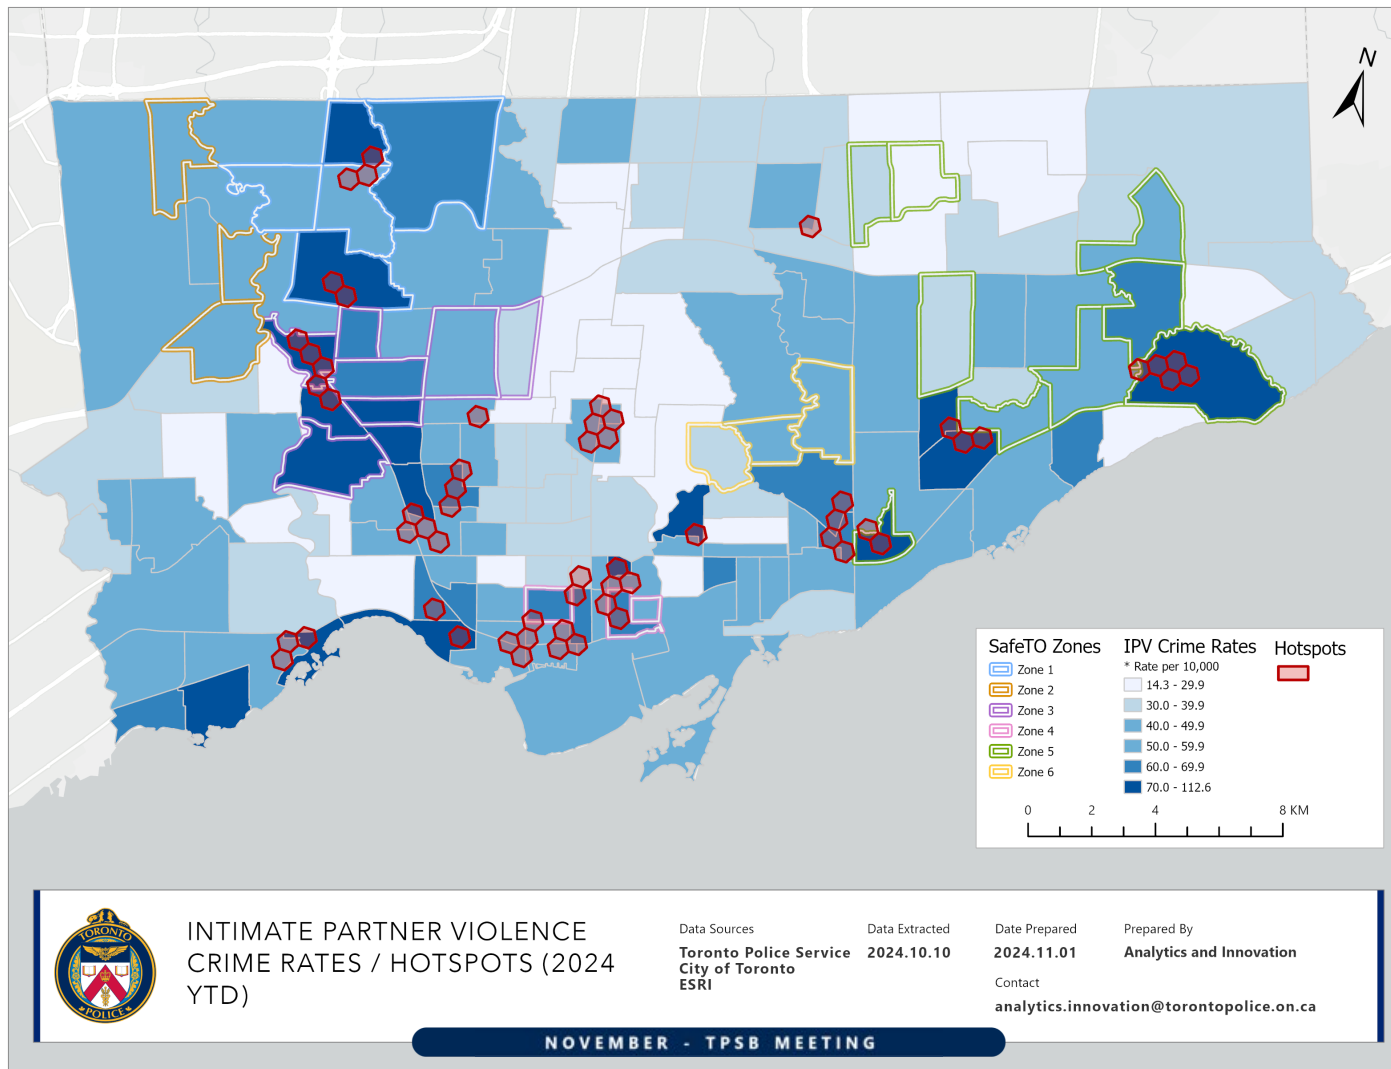 N
SafeTO Zones
Zone 1
Zone 2
Zone 3
Zone 4
Zone 5
Zone 6
IPV Crime Rates
* Rate per 10,000
14.3 - 29.9
30.0 - 39.9
40.0 - 49.9
50.0 - 59.9
60.0 - 69.9
70.0 - 112.6
Hotspots
0 2 4 8 KM
TORONTO
POLICE
INTIMATE PARTNER VIOLENCE
CRIME RATES / HOTSPOTS (2024
YTD)
Data Sources
Toronto Police Service
City of Toronto
ESRI
Data Extracted
2024.10.10
Date Prepared
2024.11.01
Prepared By
Analytics and Innovation
Contact
analytics.innovation@torontopolice.on.ca
NOVEMBER - TPSB MEETING